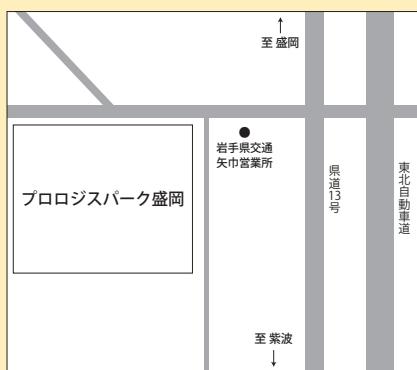 至 盛岡
岩手県交通
矢巾営業所
プロロジスパーク盛岡
県道13号
東北自動車道
至 紫波